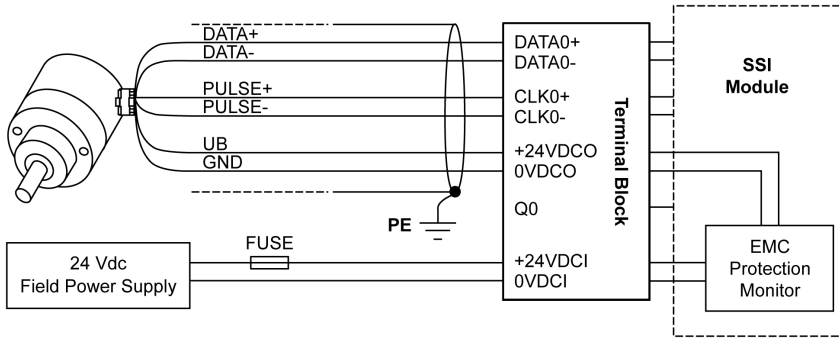 DATA+
DATA-
PULSE+
PULSE-
UB
GND
PE
FUSE
24 Vdc
Field Power Supply
DATA0+
DATA0-
CLK0+
CLK0-
+24VDCO
0VDCO
Q0
+24VDCI
0VDCI
Terminal Block
SSI
Module
EMC
Protection
Monitor